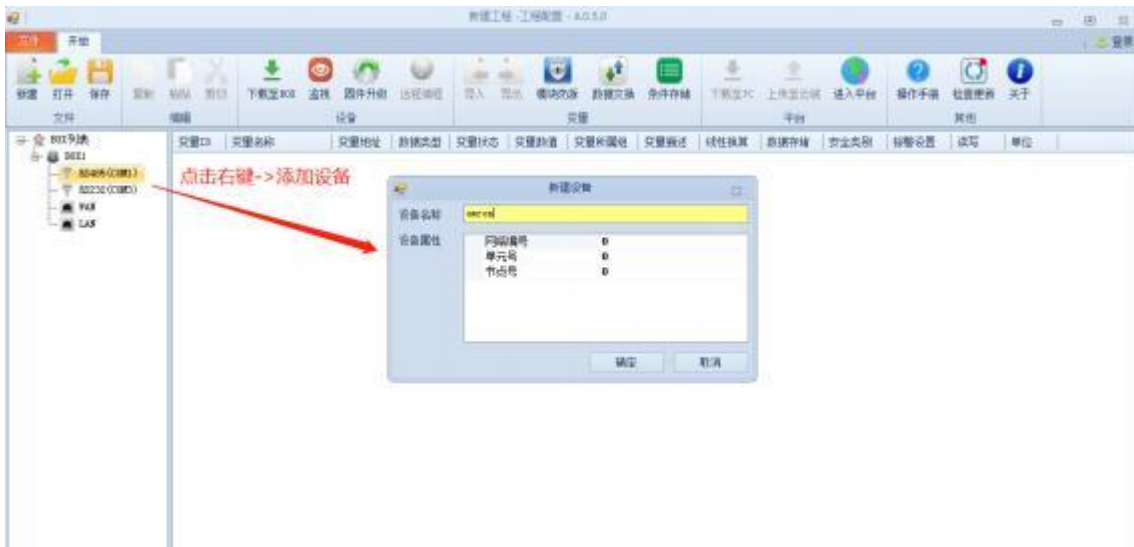 新建工程 -工程配置 - A.0.5.0
文件 开始 登录
新建 打开 保存 复制 粘贴 剪切 下载至BOX 监视 固件升级 远程编程 导入 导出 模块克隆 数据交换 条件存储 下载至PC 上传至云端 进入平台 操作手册 检查更新 关于
文件 编辑 设备 变量 平台 其他
BOX列表 变量ID 变量名称 变量地址 数据类型 变量状态 变量数值 变量所属组 变量描述 线性换算 数据存储 安全类别 报警设置 读写 单位
BOX1
RS485(COM1)
RS232(COM3)
WAN
LAN
点击右键->添加设备
新建设备
设备名称 omron
设备属性 网络编号 0
单元号 0
节点号 0
确定 取消